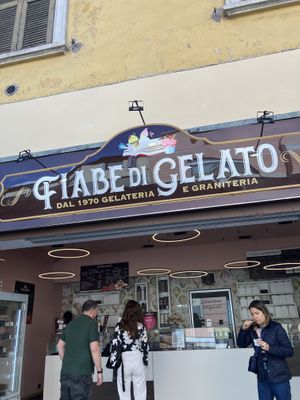 FIABE DI GELATO
DAL 1970 GELATERIA E GRANITERIA